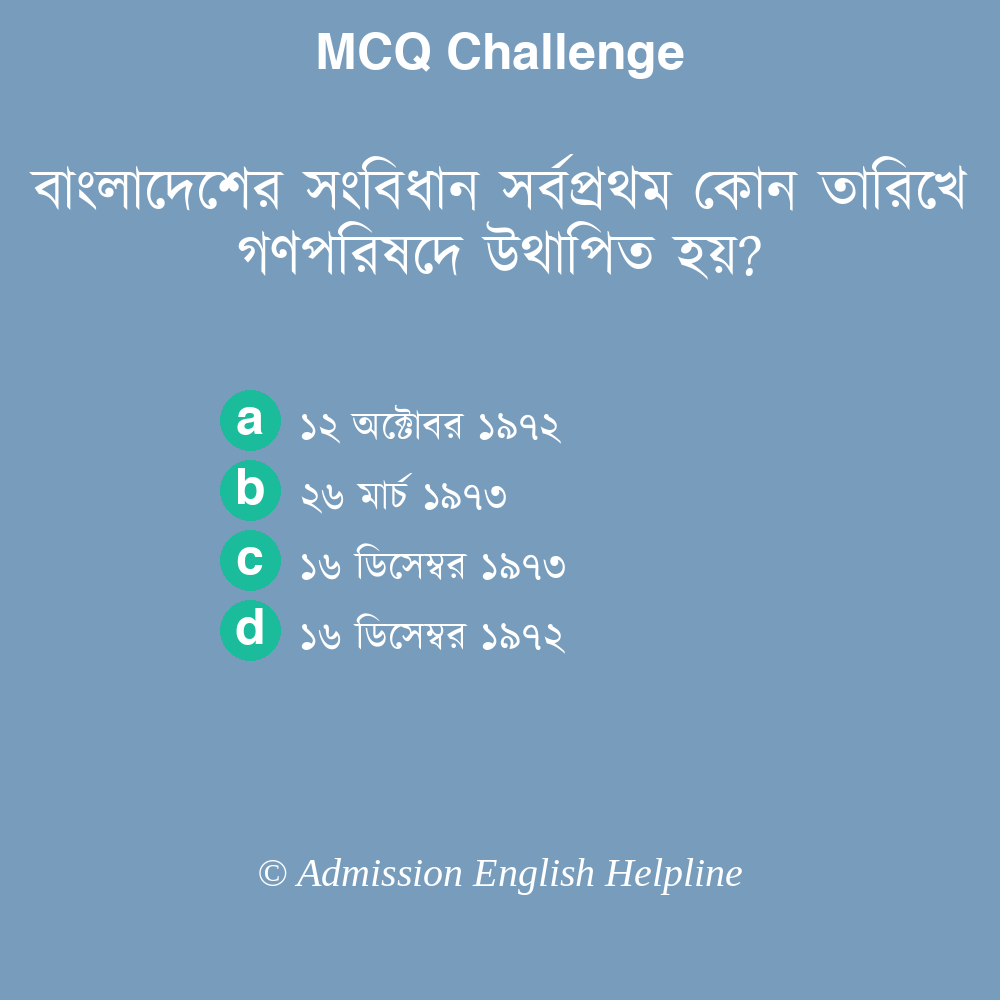 MCQ Challenge
বাংলাদেশের সংবিধান সর্বপ্রথম কোন তারিখে
গণপরিষদে উথাপিত হয়?
a ১২ অক্টোবর ১৯৭২
b ২৬ মার্চ ১৯৭৩
c ১৬ ডিসেম্বর ১৯৭৩
d ১৬ ডিসেম্বর ১৯৭২
© Admission English Helpline